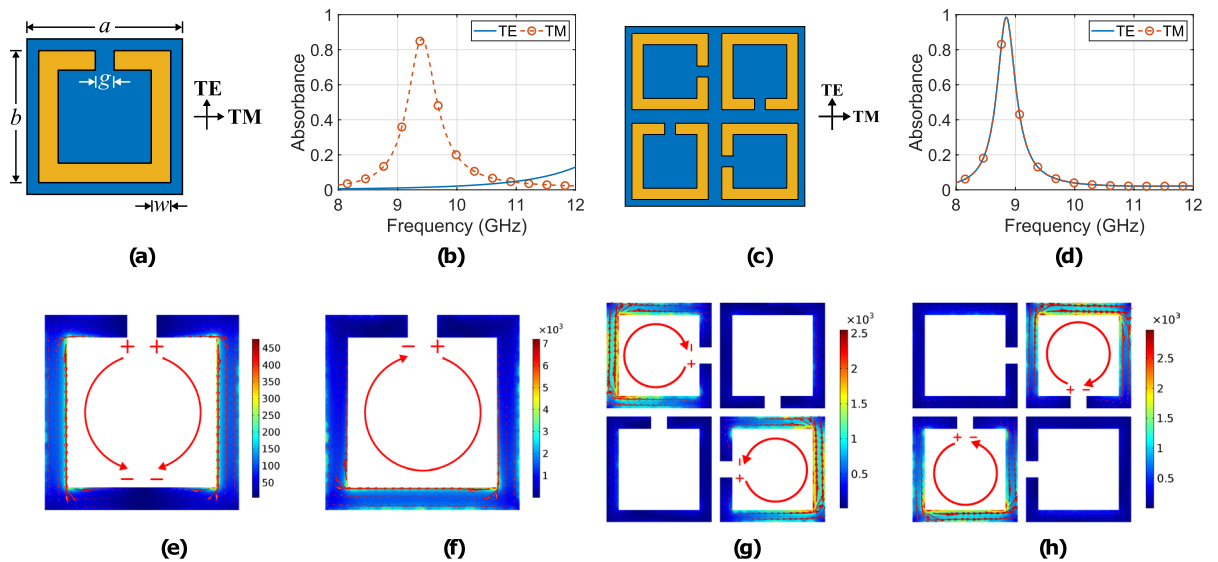 a
b
g
w
TE
TM
(a)
Absorbance
1
0.8
0.6
0.4
0.2
0
8
9
10
11
12
Frequency (GHz)
TE
TM
(b)
TE
TM
(c)
Absorbance
1
0.8
0.6
0.4
0.2
0
8
9
10
11
12
Frequency (GHz)
TE
TM
(d)
+ +
− −
450
400
350
300
250
200
150
100
50
(e)
− +
×10³
7
6
5
4
3
2
1
(f)
−
+
−
+
×10³
2.5
2
1.5
1
0.5
(g)
+ −
+ −
×10³
2.5
2
1.5
1
0.5
(h)